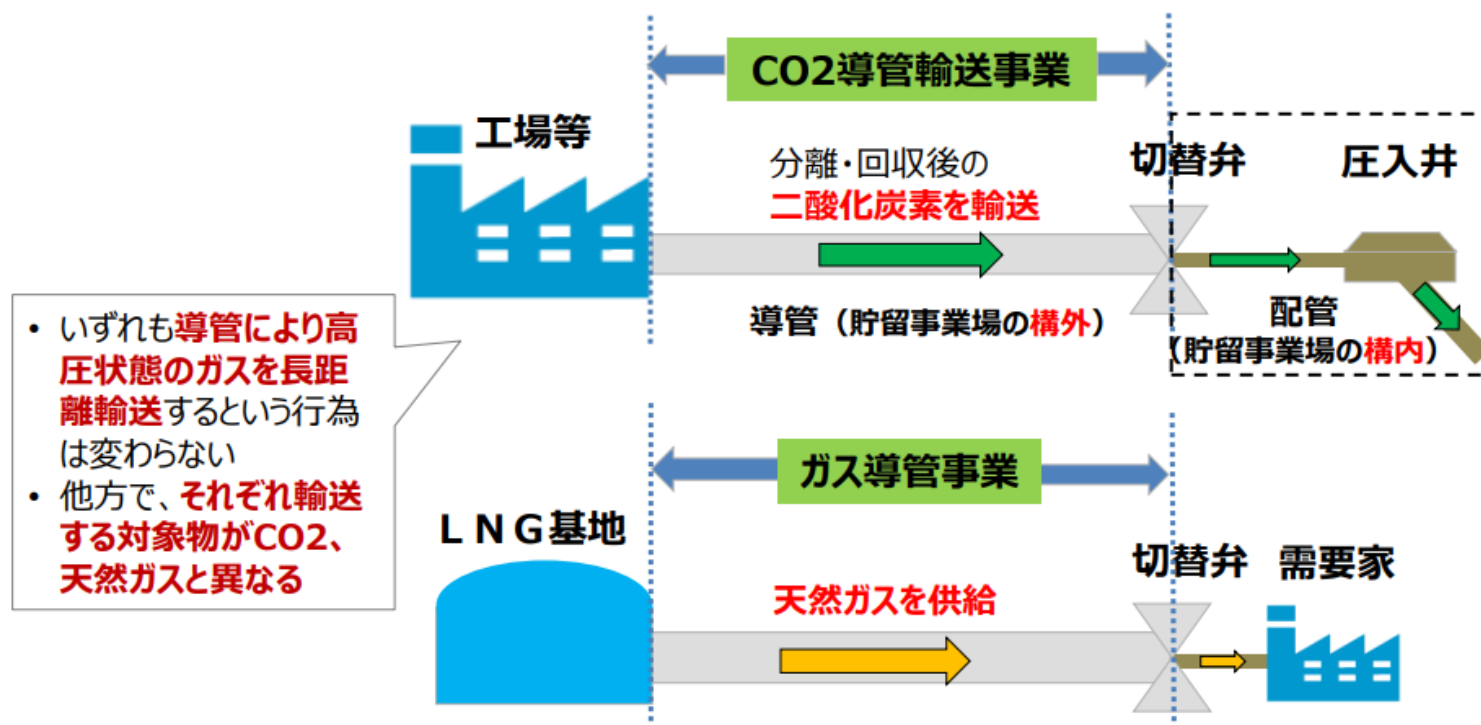 CO2導管輸送事業
工場等
分離・回収後の
二酸化炭素を輸送
切替弁
圧入井
導管（貯留事業場の構外）
配管
（貯留事業場の構内）
• いずれも導管により高
圧状態のガスを長距
離輸送するという行為
は変わらない
• 他方で、それぞれ輸送
する対象物がCO2、
天然ガスと異なる
ガス導管事業
ＬＮＧ基地
天然ガスを供給
切替弁
需要家